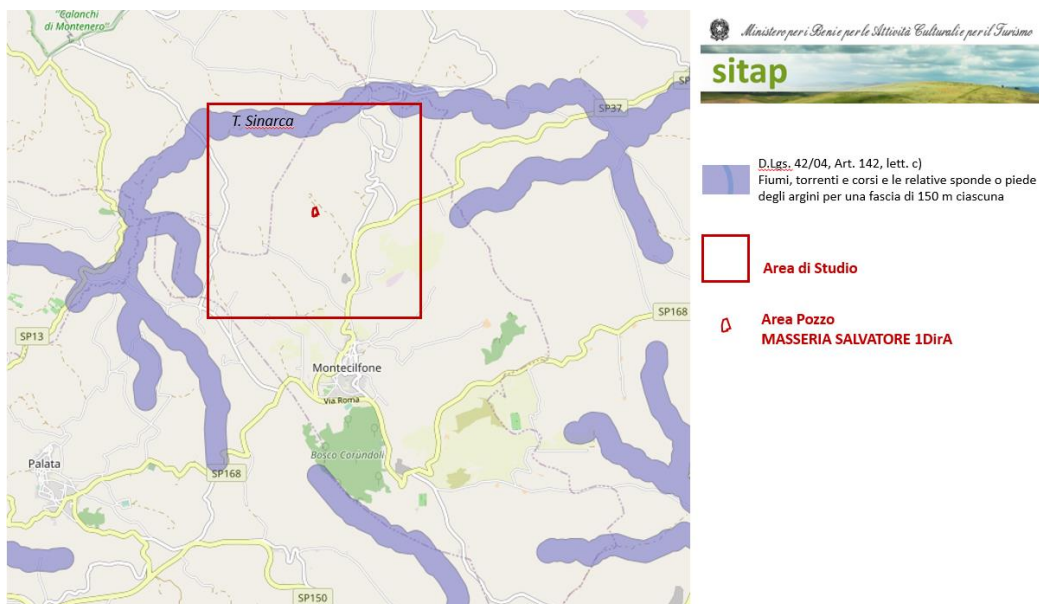 "Calanchi
di Montenero"
T. Sinarca
SP37
SP
SP13
SP168
Montecilfone
Via Roma
Bosco Corundoli
Palata
SP168
SP150
Ministero per i Beni e per le Attività Culturali e per il Turismo
sitap
D.Lgs. 42/04, Art. 142, lett. c)
Fiumi, torrenti e corsi e le relative sponde o piede
degli argini per una fascia di 150 m ciascuna
Area di Studio
Area Pozzo
MASSERIA SALVATORE 1DirA